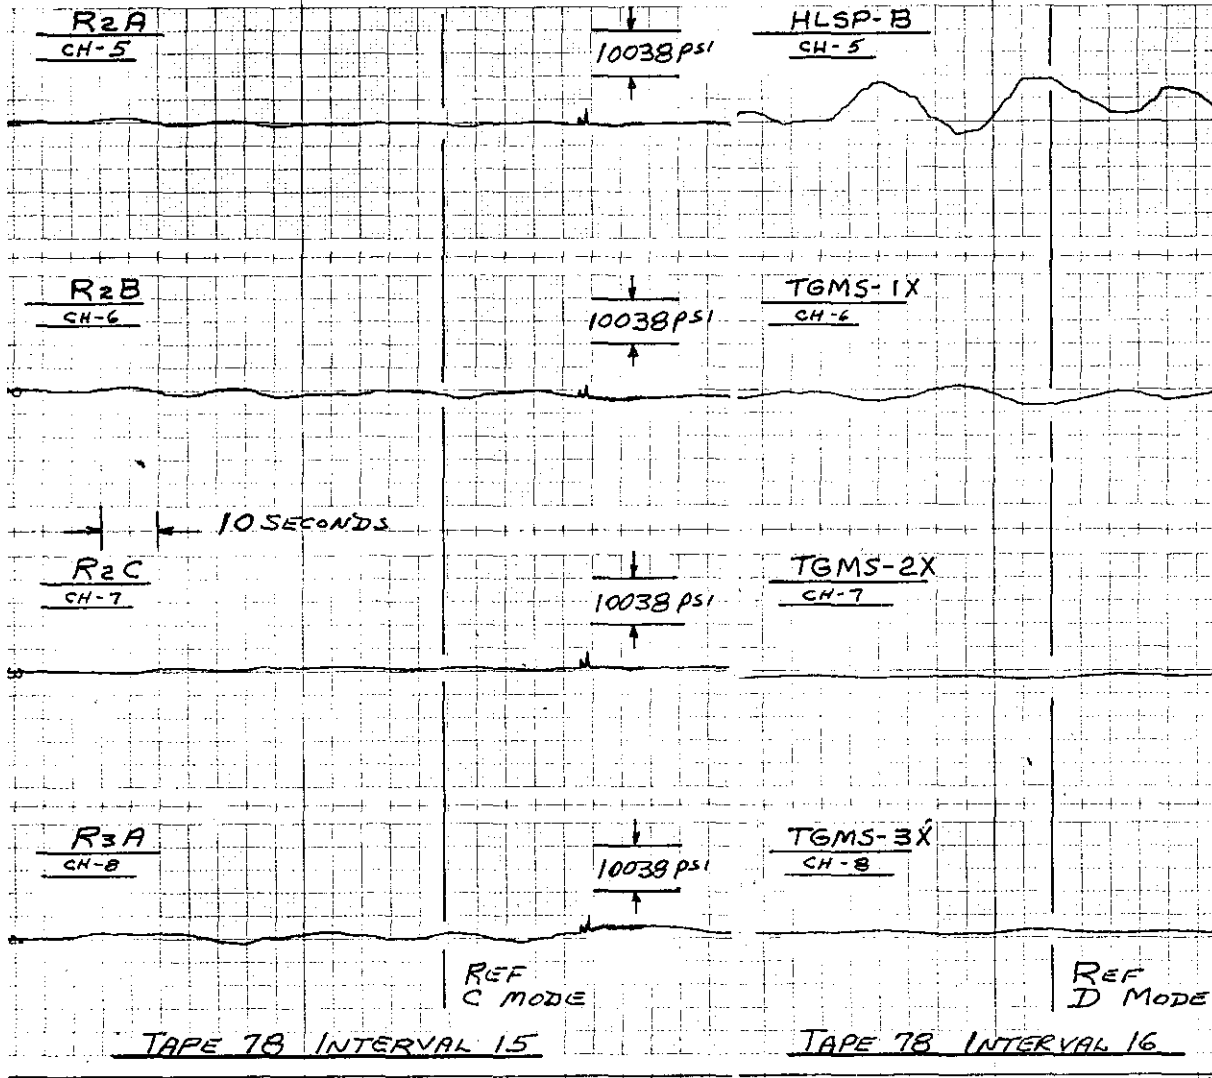 R2A
CH-5
10038 PSI
R2B
CH-6
10038 PSI
10 SECONDS
R2C
CH-7
10038 PSI
R3A
CH-8
10038 PSI
REF
C MODE
TAPE 78 INTERVAL 15
HLSP-B
CH-5
TGMS-1X
CH-6
TGMS-2X
CH-7
TGMS-3X
CH-8
REF
D MODE
TAPE 78 INTERVAL 16